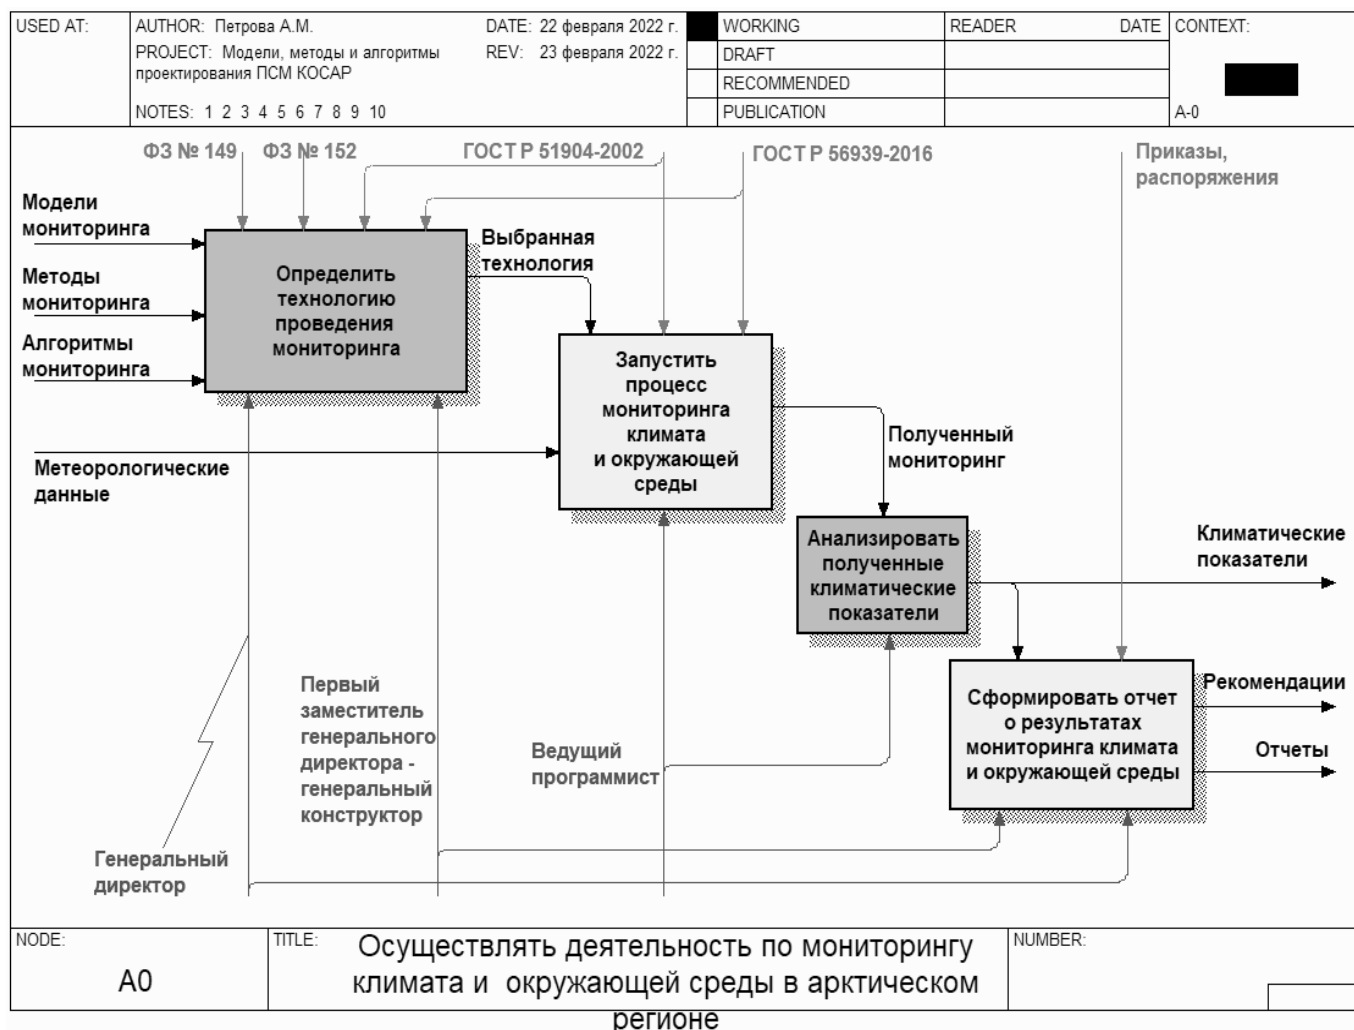 USED AT:
AUTHOR: Петрова А.М.
DATE: 22 февраля 2022 г.
PROJECT: Модели, методы и алгоритмы
проектирования ПСМ КОСАР
REV: 23 февраля 2022 г.
NOTES: 1 2 3 4 5 6 7 8 9 10
WORKING
DRAFT
RECOMMENDED
PUBLICATION
READER
DATE
CONTEXT:
A-0
ФЗ № 149
ФЗ № 152
ГОСТ Р 51904-2002
ГОСТ Р 56939-2016
Приказы,
распоряжения
Модели
мониторинга
Методы
мониторинга
Алгоритмы
мониторинга
Определить
технологию
проведения
мониторинга
Выбранная
технология
Метеорологические
данные
Запустить
процесс
мониторинга
климата
и окружающей
среды
Полученный
мониторинг
Анализировать
полученные
климатические
показатели
Климатические
показатели
Сформировать отчет
о результатах
мониторинга климата
и окружающей среды
Рекомендации
Отчеты
Первый
заместитель
генерального
директора -
генеральный
конструктор
Ведущий
программист
Генеральный
директор
NODE:
A0
TITLE:
Осуществлять деятельность по мониторингу
климата и окружающей среды в арктическом
регионе
NUMBER: